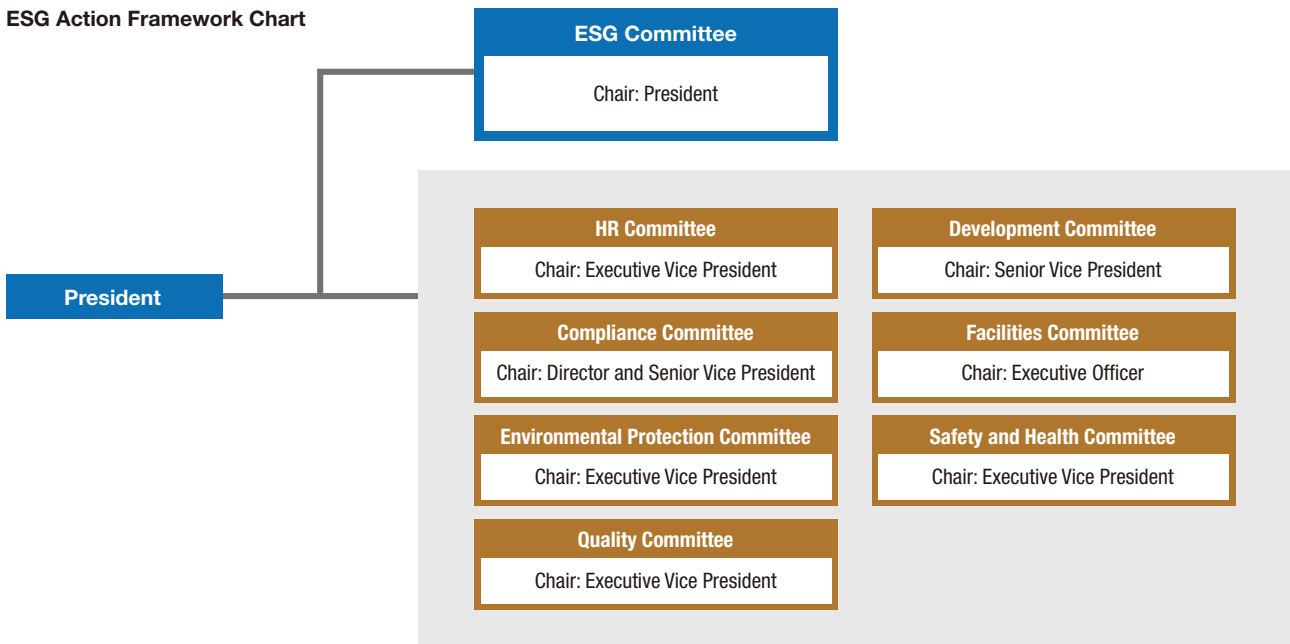 ESG Action Framework Chart
ESG Committee
Chair: President
President
HR Committee
Chair: Executive Vice President
Development Committee
Chair: Senior Vice President
Compliance Committee
Chair: Director and Senior Vice President
Facilities Committee
Chair: Executive Officer
Environmental Protection Committee
Chair: Executive Vice President
Safety and Health Committee
Chair: Executive Vice President
Quality Committee
Chair: Executive Vice President